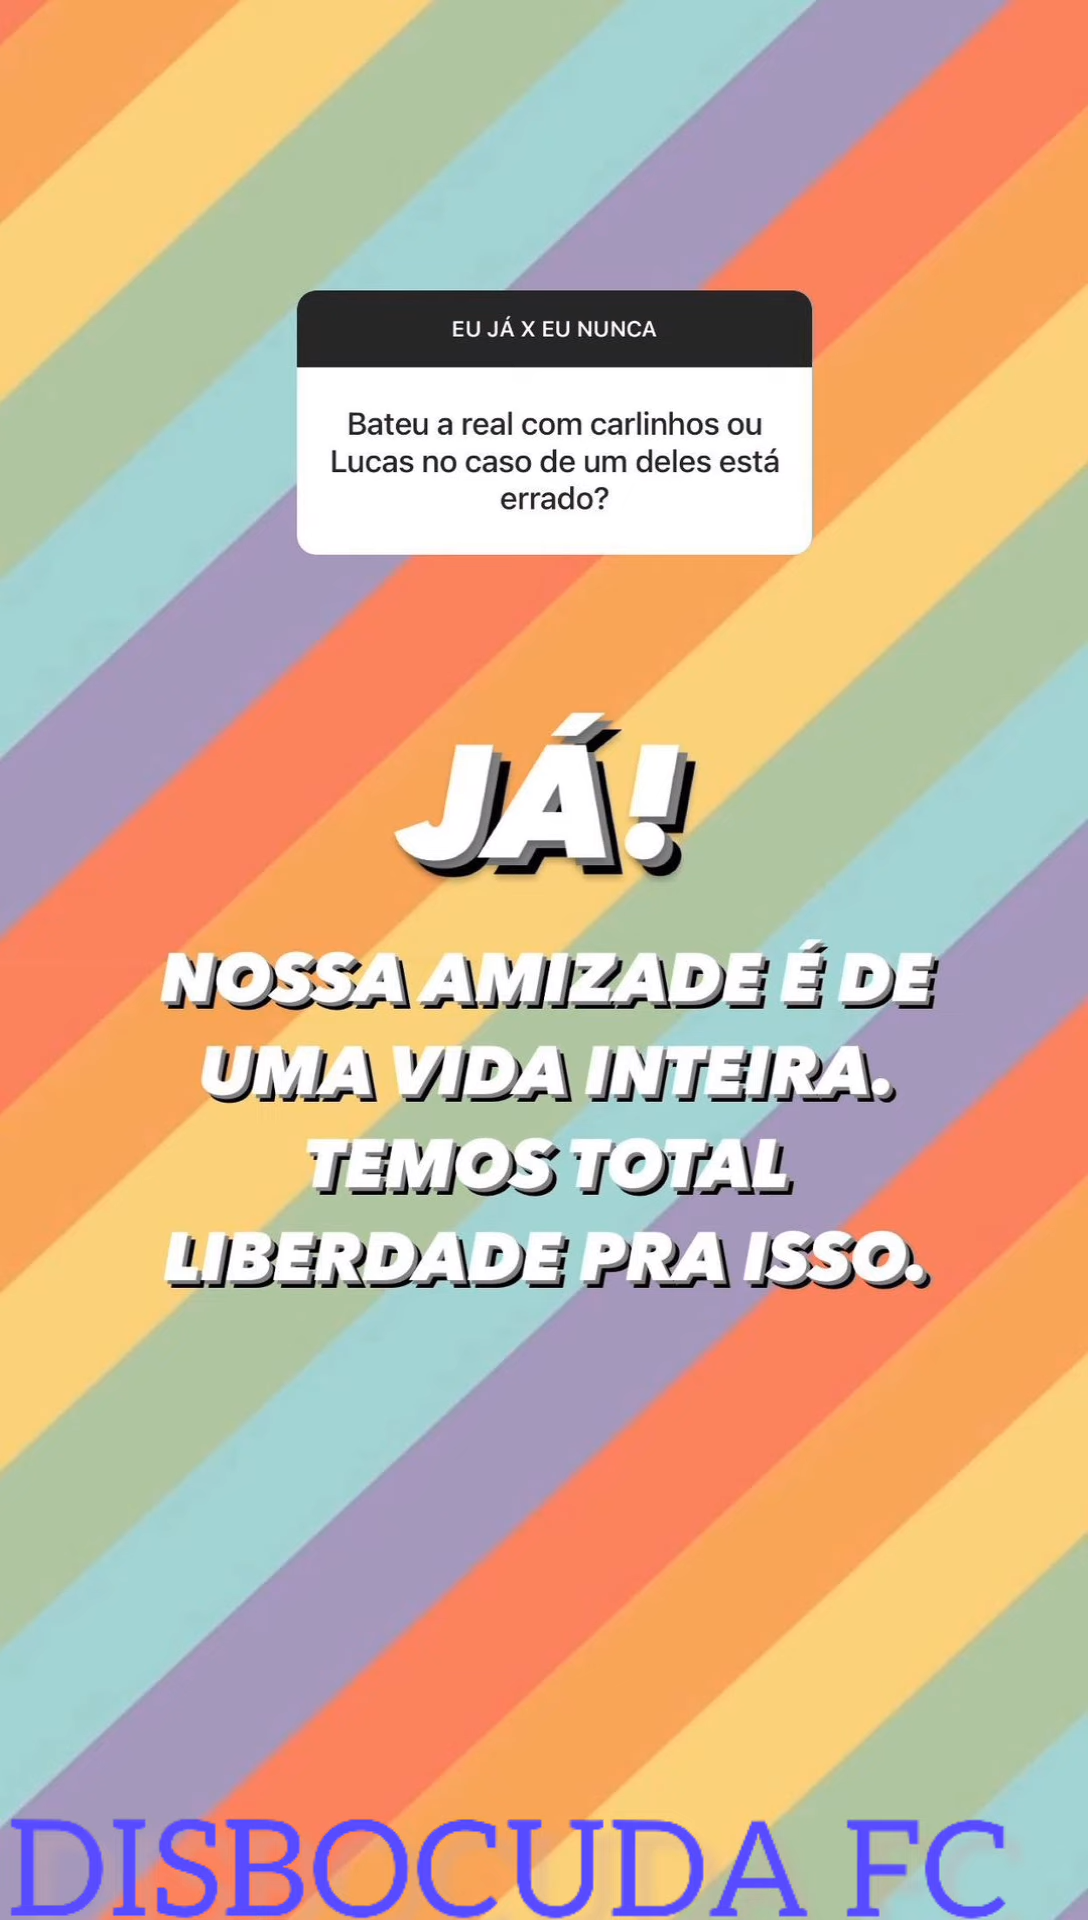 EU JÁ X EU NUNCA
Bateu a real com carlinhos ou
Lucas no caso de um deles está
errado?
JÁ!
NOSSA AMIZADE É DE
UMA VIDA INTEIRA.
TEMOS TOTAL
LIBERDADE PRA ISSO.
DISBOCUDA FC